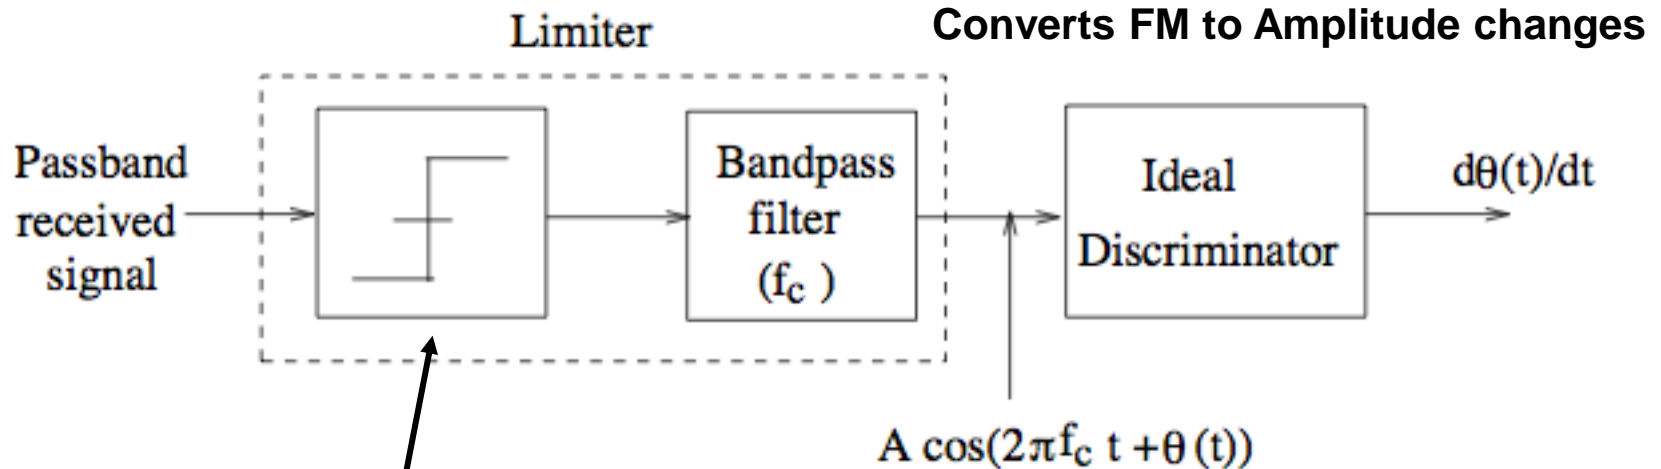 Converts FM to Amplitude changes
Limiter
Passband
received
signal
Bandpass
filter
(fc )
Ideal
Discriminator
dθ(t)/dt
A cos(2πfc t +θ (t))